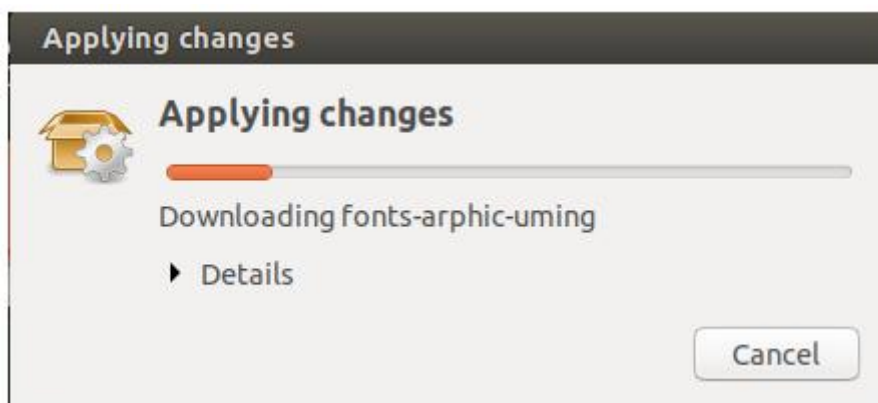 Applying changes
Applying changes
Downloading fonts-arphic-uming
Details
Cancel